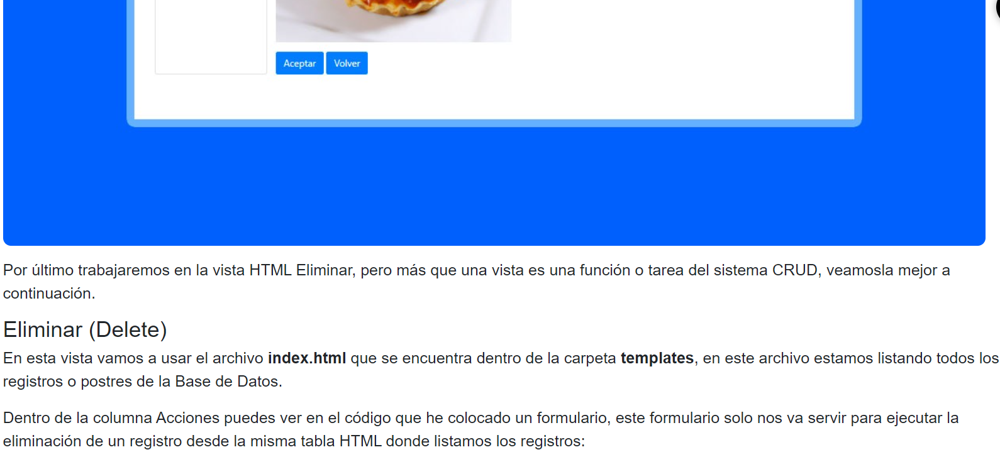 Aceptar Volver
Por último trabajaremos en la vista HTML Eliminar, pero más que una vista es una función o tarea del sistema CRUD, veamosla mejor a
continuación.
Eliminar (Delete)
En esta vista vamos a usar el archivo index.html que se encuentra dentro de la carpeta templates, en este archivo estamos listando todos los
registros o postres de la Base de Datos.
Dentro de la columna Acciones puedes ver en el código que he colocado un formulario, este formulario solo nos va servir para ejecutar la
eliminación de un registro desde la misma tabla HTML donde listamos los registros: